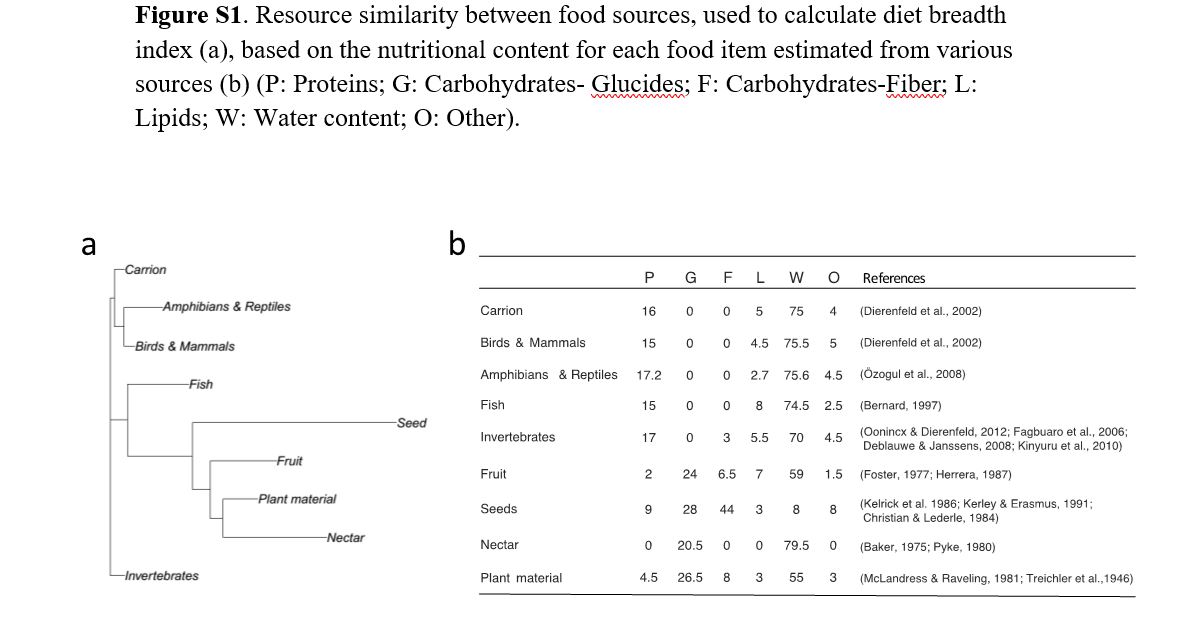 Figure S1. Resource similarity between food sources, used to calculate diet breadth
index (a), based on the nutritional content for each food item estimated from various
sources (b) (P: Proteins; G: Carbohydrates- Glucides; F: Carbohydrates-Fiber; L:
Lipids; W: Water content; O: Other).
a
Carrion
Amphibians & Reptiles
Birds & Mammals
Fish
Seed
Fruit
Plant material
Nectar
Invertebrates
b
P G F L W O References
Carrion 16 0 0 5 75 4 (Dierenfeld et al., 2002)
Birds & Mammals 15 0 0 4.5 75.5 5 (Dierenfeld et al., 2002)
Amphibians & Reptiles 17.2 0 0 2.7 75.6 4.5 (Özogul et al., 2008)
Fish 15 0 0 8 74.5 2.5 (Bernard, 1997)
Invertebrates 17 0 3 5.5 70 4.5 (Oonincx & Dierenfeld, 2012; Fagbuaro et al., 2006;
Deblauwe & Janssens, 2008; Kinyuru et al., 2010)
Fruit 2 24 6.5 7 59 1.5 (Foster, 1977; Herrera, 1987)
Seeds 9 28 44 3 8 8 (Kelrick et al. 1986; Kerley & Erasmus, 1991;
Christian & Lederle, 1984)
Nectar 0 20.5 0 0 79.5 0 (Baker, 1975; Pyke, 1980)
Plant material 4.5 26.5 8 3 55 3 (McLandress & Raveling, 1981; Treichler et al.,1946)